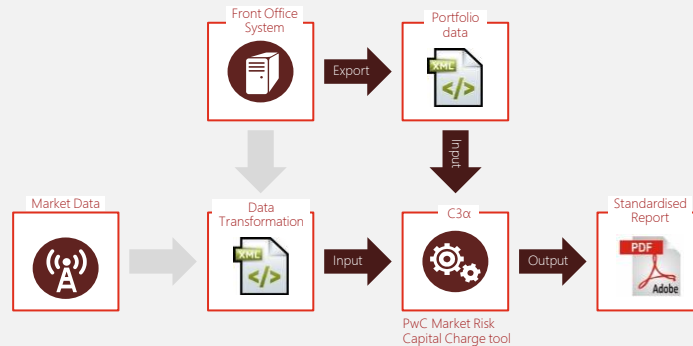 Front Office
System
Portfolio
data
Export
XML
</>
Input
Market Data
Data
Transformation
C3α
Standardised
Report
XML
</>
Input
Output
PDF
Adobe
PwC Market Risk
Capital Charge tool